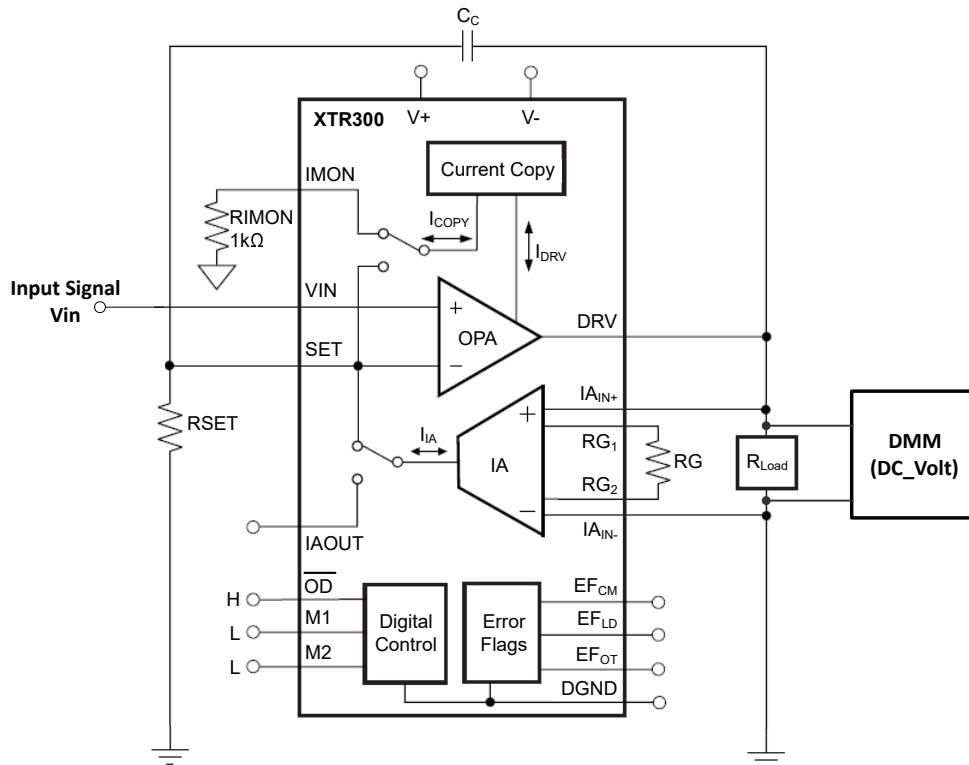 C_C
XTR300
V+
V-
Current Copy
IMON
RIMON
1kΩ
I_COPY
I_DRV
Input Signal
Vin
VIN
+
OPA
DRV
SET
−
RSET
IA_IN+
+
RG_1
I_IA
IA
RG
R_Load
DMM
(DC_Volt)
RG_2
−
IA_IN-
IAOUT
H
O̅D̅
L
M1
L
M2
Digital
Control
Error
Flags
EF_CM
EF_LD
EF_OT
DGND